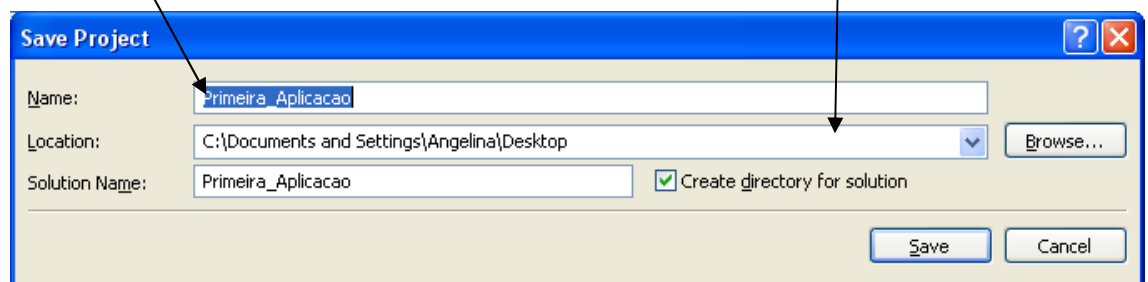 Save Project
Name: Primeira_Aplicacao
Location: C:\Documents and Settings\Angelina\Desktop Browse...
Solution Name: Primeira_Aplicacao Create directory for solution
Save Cancel